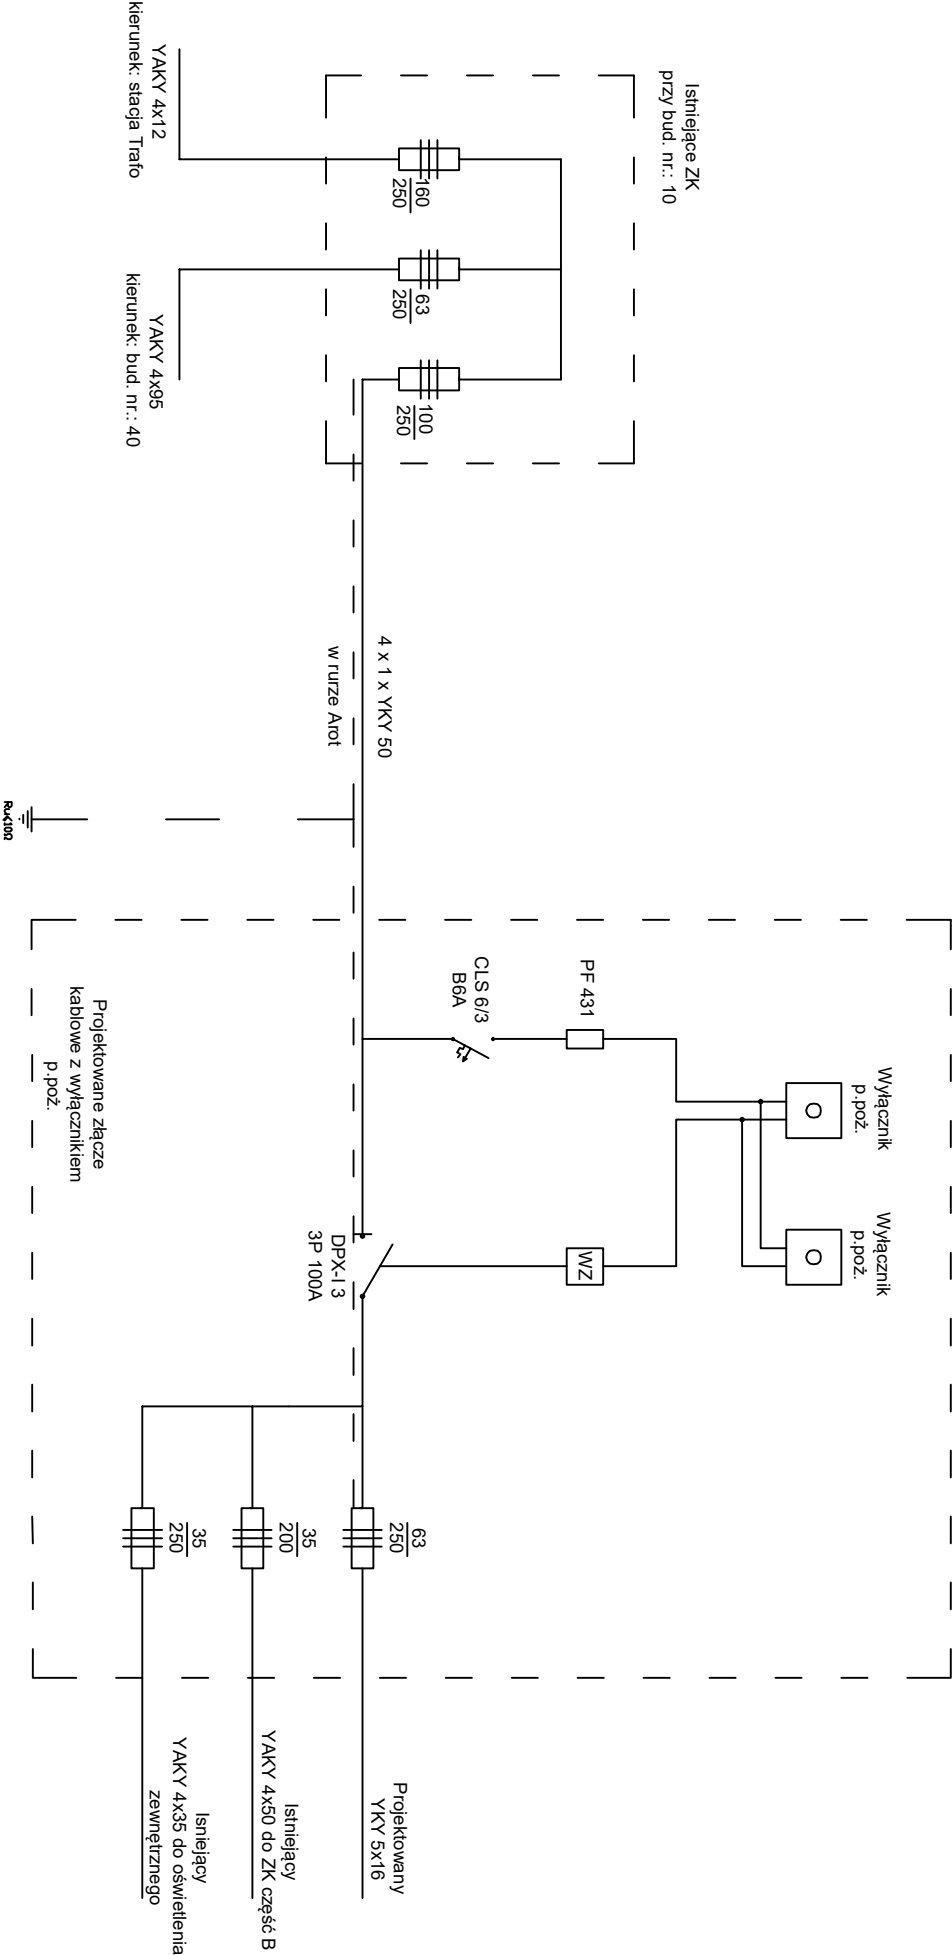 Istniejące ZK
przy bud. nr.: 10
160
250
63
250
100
250
YAKY 4x12
kierunek: stacja Trafo
YAKY 4x95
kierunek: bud. nr.: 40
4 x 1 x YKY 50
w rurze Arot
Ru<10Ω
Wyłącznik
p.poż.
O
Wyłącznik
p.poż.
O
PF 431
CLS 6/3
B6A
WZ
DPX-I 3
3P 100A
Projektowane złącze
kablowe z wyłącznikiem
p.poż.
63
250
35
200
35
250
Projektowany
YKY 5x16
Istniejący
YAKY 4x50 do ZK część B
Isniejący
YAKY 4x35 do oświetlenia
zewnętrznego